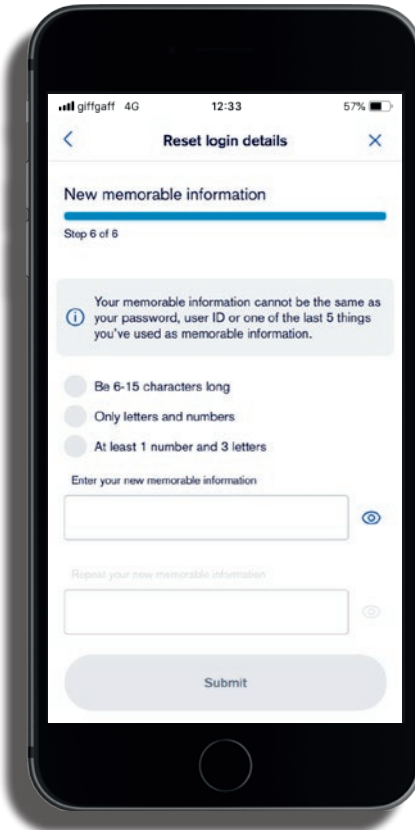 giffgaff 4G 12:33 57%
Reset login details
New memorable information
Step 6 of 6
Your memorable information cannot be the same as
your password, user ID or one of the last 5 things
you've used as memorable information.
Be 6-15 characters long
Only letters and numbers
At least 1 number and 3 letters
Enter your new memorable information
Repeat your new memorable information
Submit